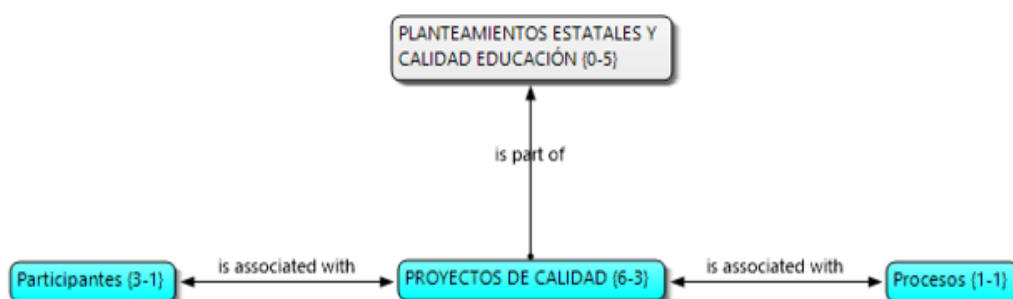 PLANTEAMIENTOS ESTATALES Y
CALIDAD EDUCACIÓN {0-5}
is part of
Participantes {3-1}
is associated with
PROYECTOS DE CALIDAD {6-3}
is associated with
Procesos {1-1}